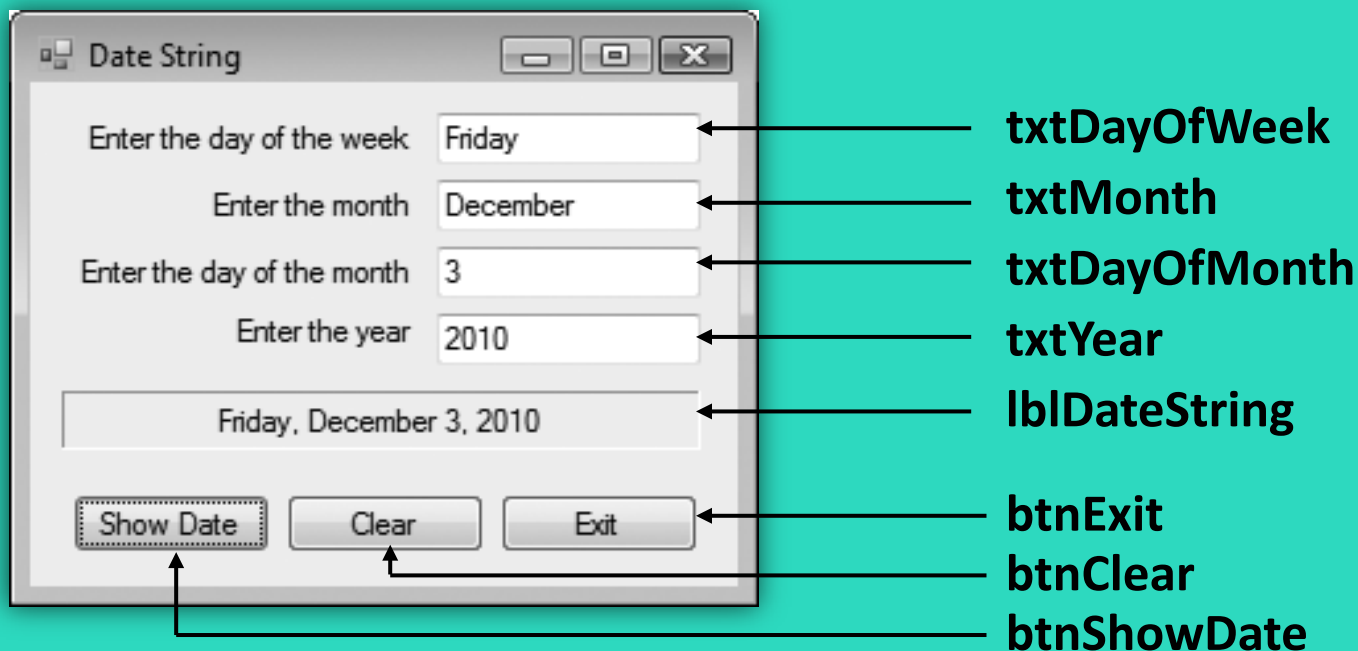 Date String
Enter the day of the week Friday txtDayOfWeek
Enter the month December txtMonth
Enter the day of the month 3 txtDayOfMonth
Enter the year 2010 txtYear
Friday, December 3, 2010 lblDateString
Show Date Clear Exit btnExit
btnClear
btnShowDate